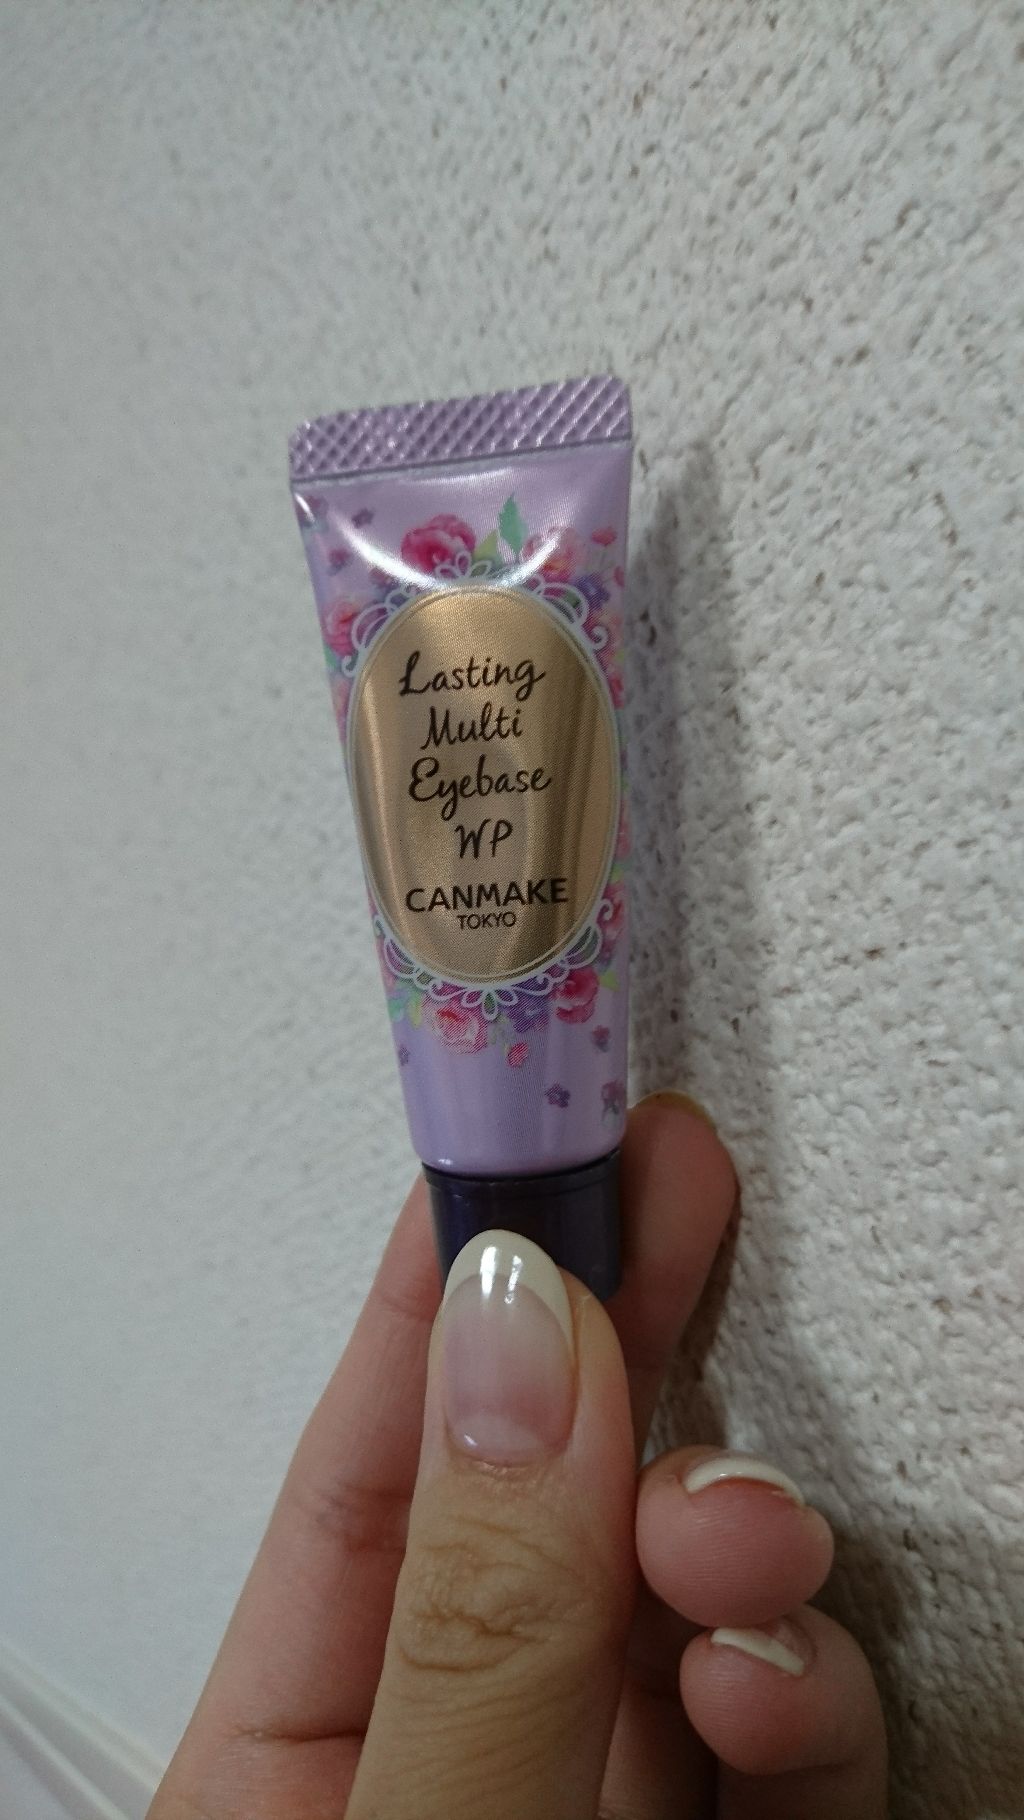 Lasting
Multi
Eyebase
WP
CANMAKE
TOKYO